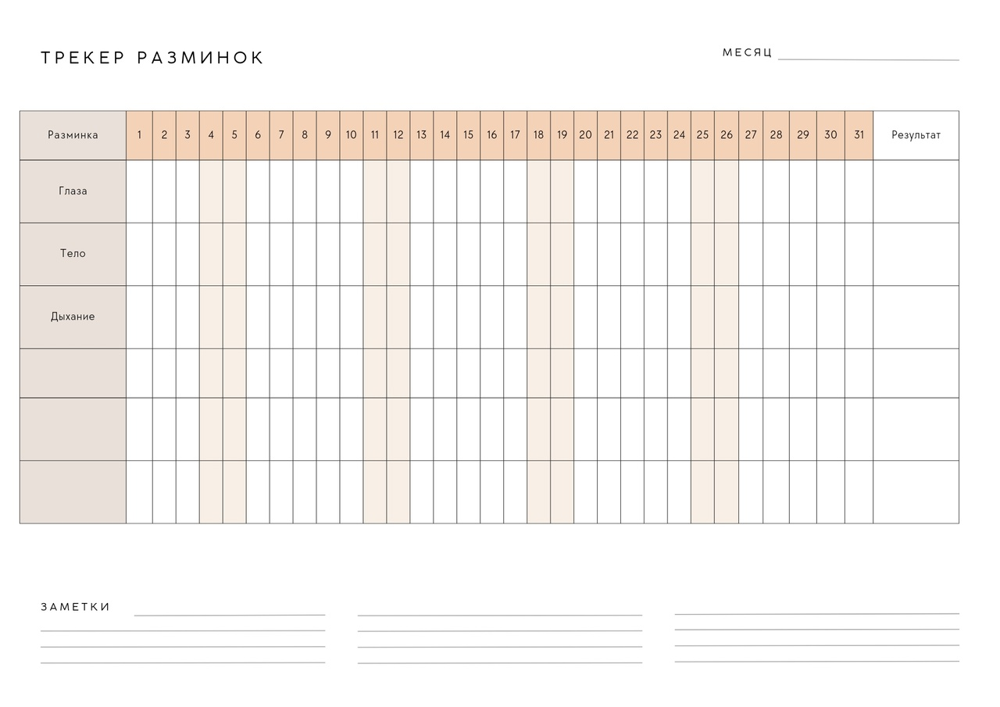 ТРЕКЕР РАЗМИНОК
МЕСЯЦ
Разминка 1 2 3 4 5 6 7 8 9 10 11 12 13 14 15 16 17 18 19 20 21 22 23 24 25 26 27 28 29 30 31 Результат
Глаза
Тело
Дыхание
ЗАМЕТКИ